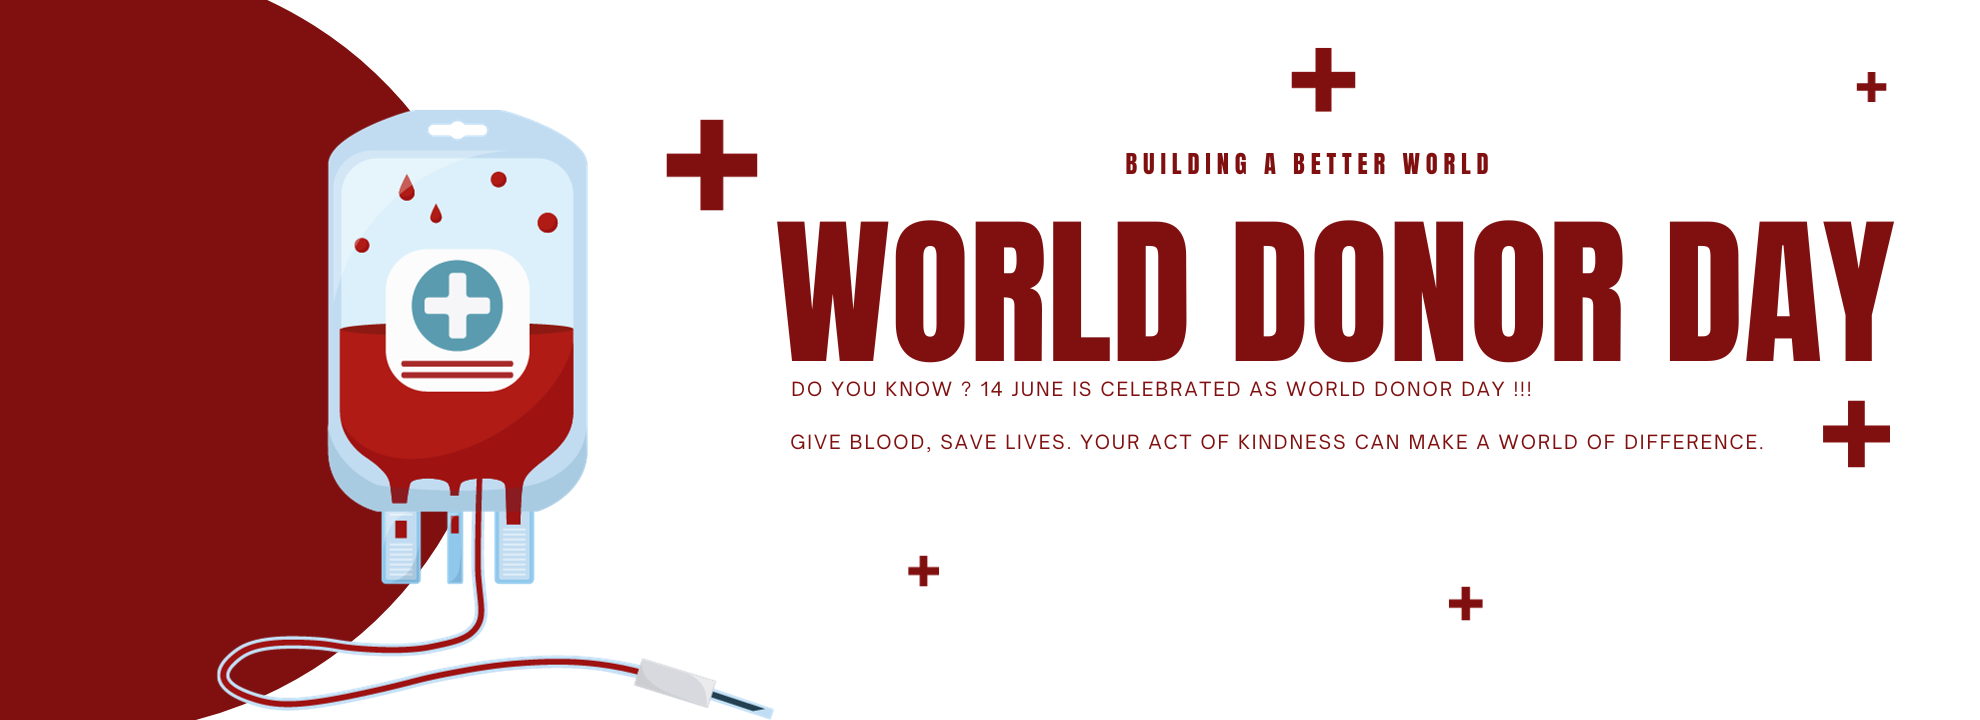 BUILDING A BETTER WORLD
WORLD DONOR DAY
DO YOU KNOW ? 14 JUNE IS CELEBRATED AS WORLD DONOR DAY !!!
GIVE BLOOD, SAVE LIVES. YOUR ACT OF KINDNESS CAN MAKE A WORLD OF DIFFERENCE.